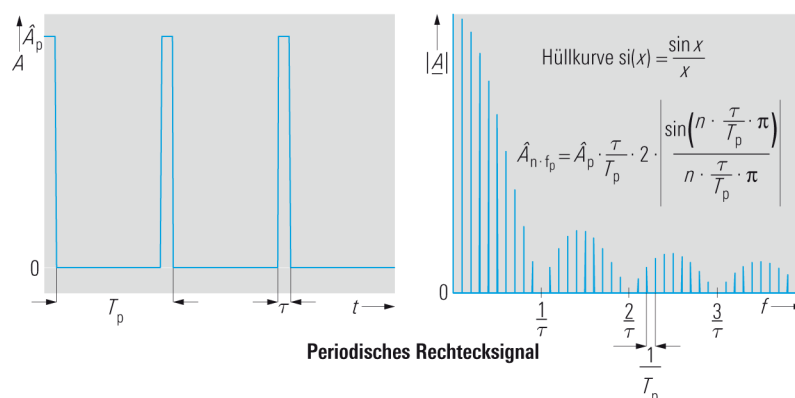 Â_p
A
0
T_p
τ
t
|A|
Hüllkurve si(x) = sin x / x
Â_n·f_p = Â_p · τ/T_p · 2 · |sin(n · τ/T_p · π) / (n · τ/T_p · π)|
0
1/τ
2/τ
3/τ
f
1/T_p
Periodisches Rechtecksignal